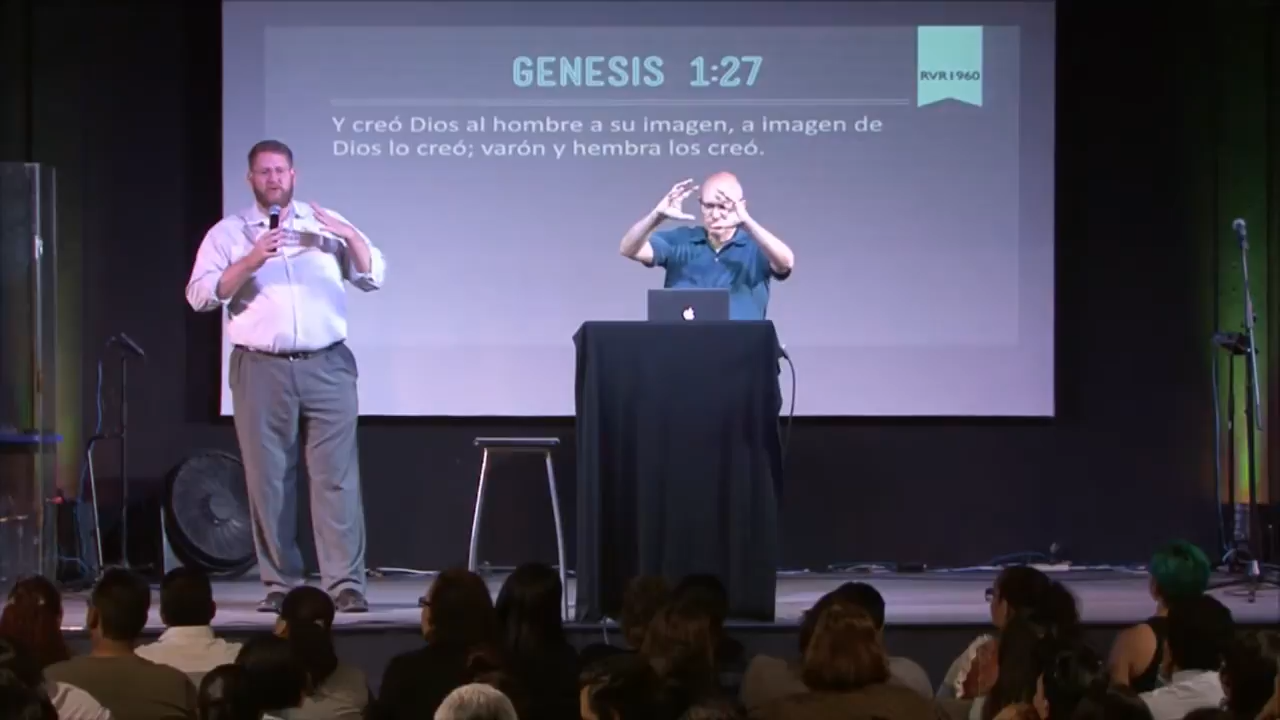 GENESIS 1:27
RVR1960
Y creó Dios al hombre a su imagen, a imagen de
Dios lo creó; varón y hembra los creó.